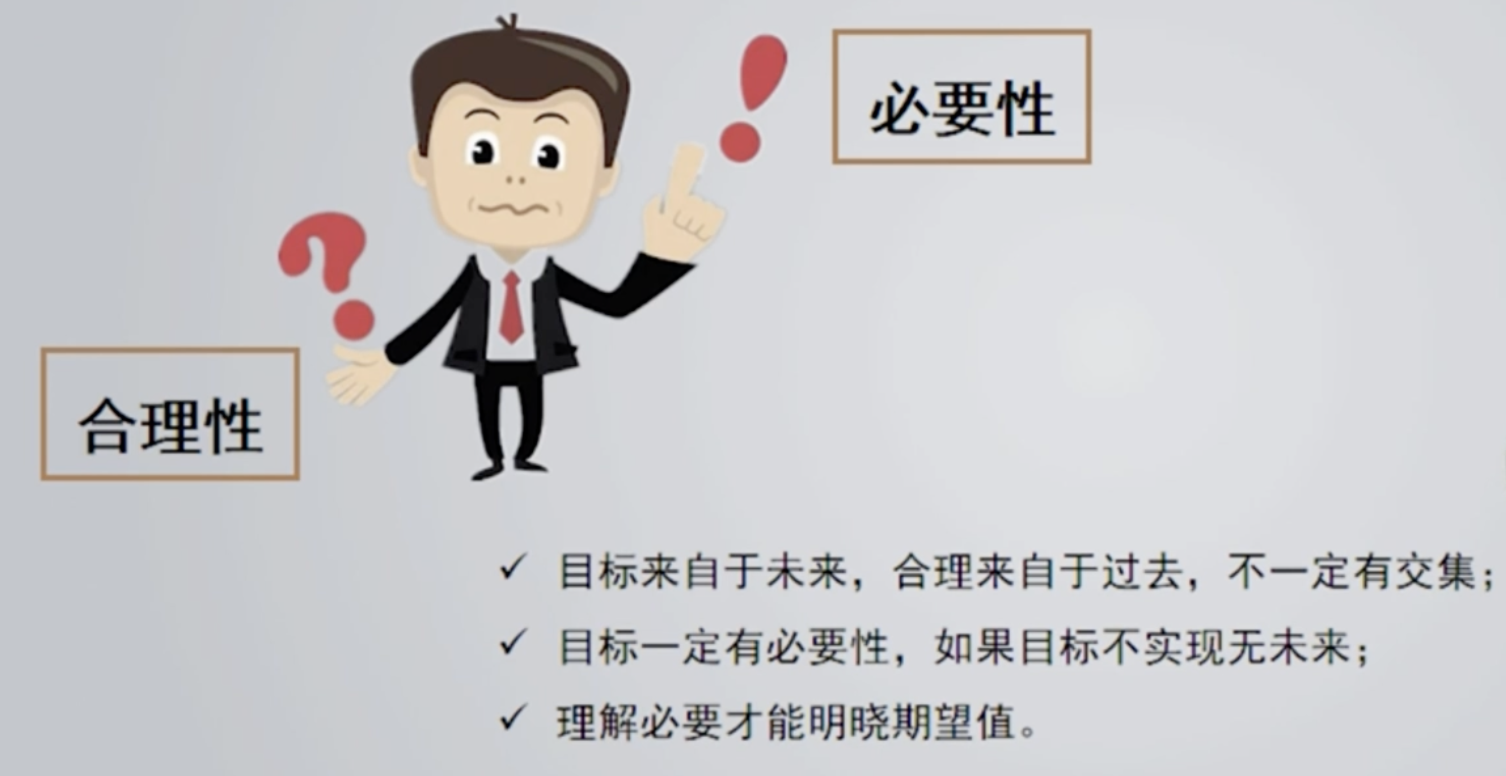 必要性
合理性
✓ 目标来自于未来，合理来自于过去，不一定有交集；
✓ 目标一定有必要性，如果目标不实现无未来；
✓ 理解必要才能明晓期望值。